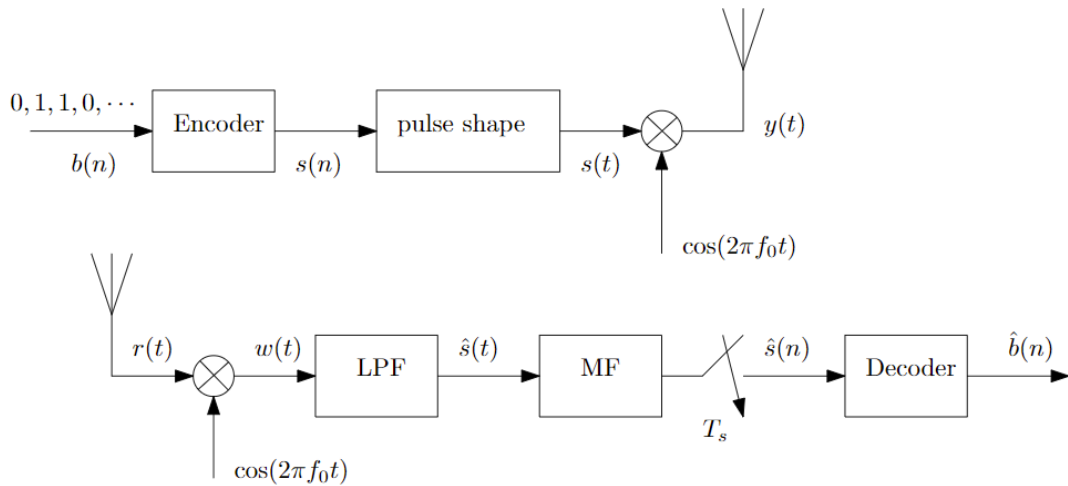 0, 1, 1, 0, ⋯
b(n)
Encoder
s(n)
pulse shape
s(t)
y(t)
cos(2πf₀t)
r(t)
w(t)
LPF
ŝ(t)
MF
Tₛ
ŝ(n)
Decoder
b̂(n)
cos(2πf₀t)